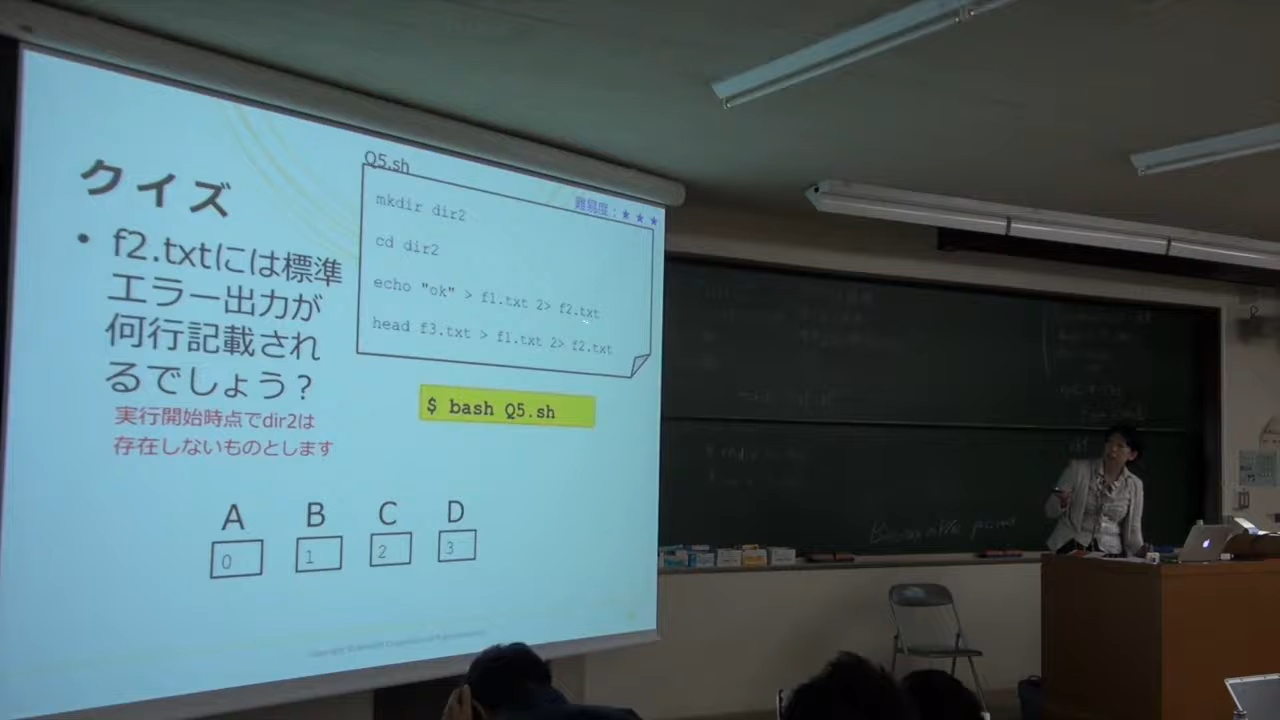 クイズ
• f2.txtには標準
エラー出力が
何行記載され
るでしょう？
実行開始時点でdir2は
存在しないものとします
Q5.sh
難易度：★ ★ ★
mkdir dir2
cd dir2
echo "ok" > f1.txt 2> f2.txt
head f3.txt > f1.txt 2> f2.txt
$ bash Q5.sh
A B C D
0 1 2 3